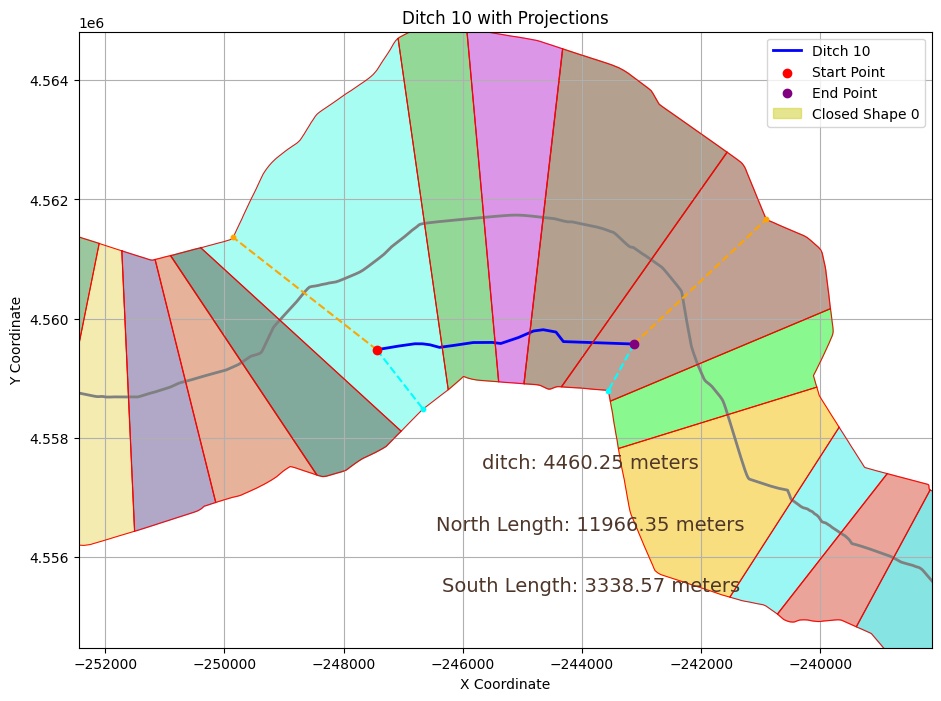 Ditch 10 with Projections
1e6
Ditch 10
Start Point
End Point
Closed Shape 0
4.564
4.562
4.560
4.558
4.556
Y Coordinate
ditch: 4460.25 meters
North Length: 11966.35 meters
South Length: 3338.57 meters
−252000 −250000 −248000 −246000 −244000 −242000 −240000
X Coordinate